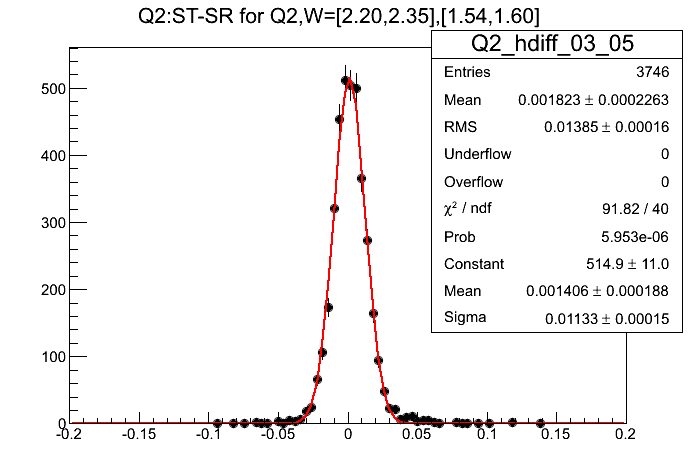 Q2:ST-SR for Q2,W=[2.20,2.35],[1.54,1.60]
Q2_hdiff_03_05
Entries 3746
Mean 0.001823 ± 0.0002263
RMS 0.01385 ± 0.00016
Underflow 0
Overflow 0
χ² / ndf 91.82 / 40
Prob 5.953e-06
Constant 514.9 ± 11.0
Mean 0.001406 ± 0.000188
Sigma 0.01133 ± 0.00015
500
400
300
200
100
0
-0.2 -0.15 -0.1 -0.05 0 0.05 0.1 0.15 0.2